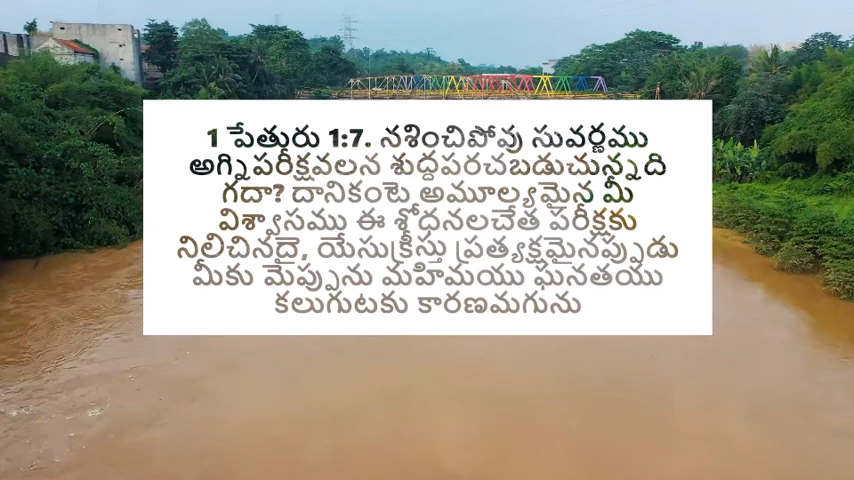 1 పేతురు 1:7. నశించిపోవు సువర్ణము
అగ్నిపరీక్షవలన శుద్ధపరచబడుచున్నది
గదా? దానికంటె అమూల్యమైన మీ
విశ్వాసము ఈ శోధనలచేత పరీక్షకు
నిలిచినదై, యేసుక్రీస్తు ప్రత్యక్షమైనప్పుడు
మీకు మెప్పును మహిమయు ఘనతయు
కలుగుటకు కారణమగును